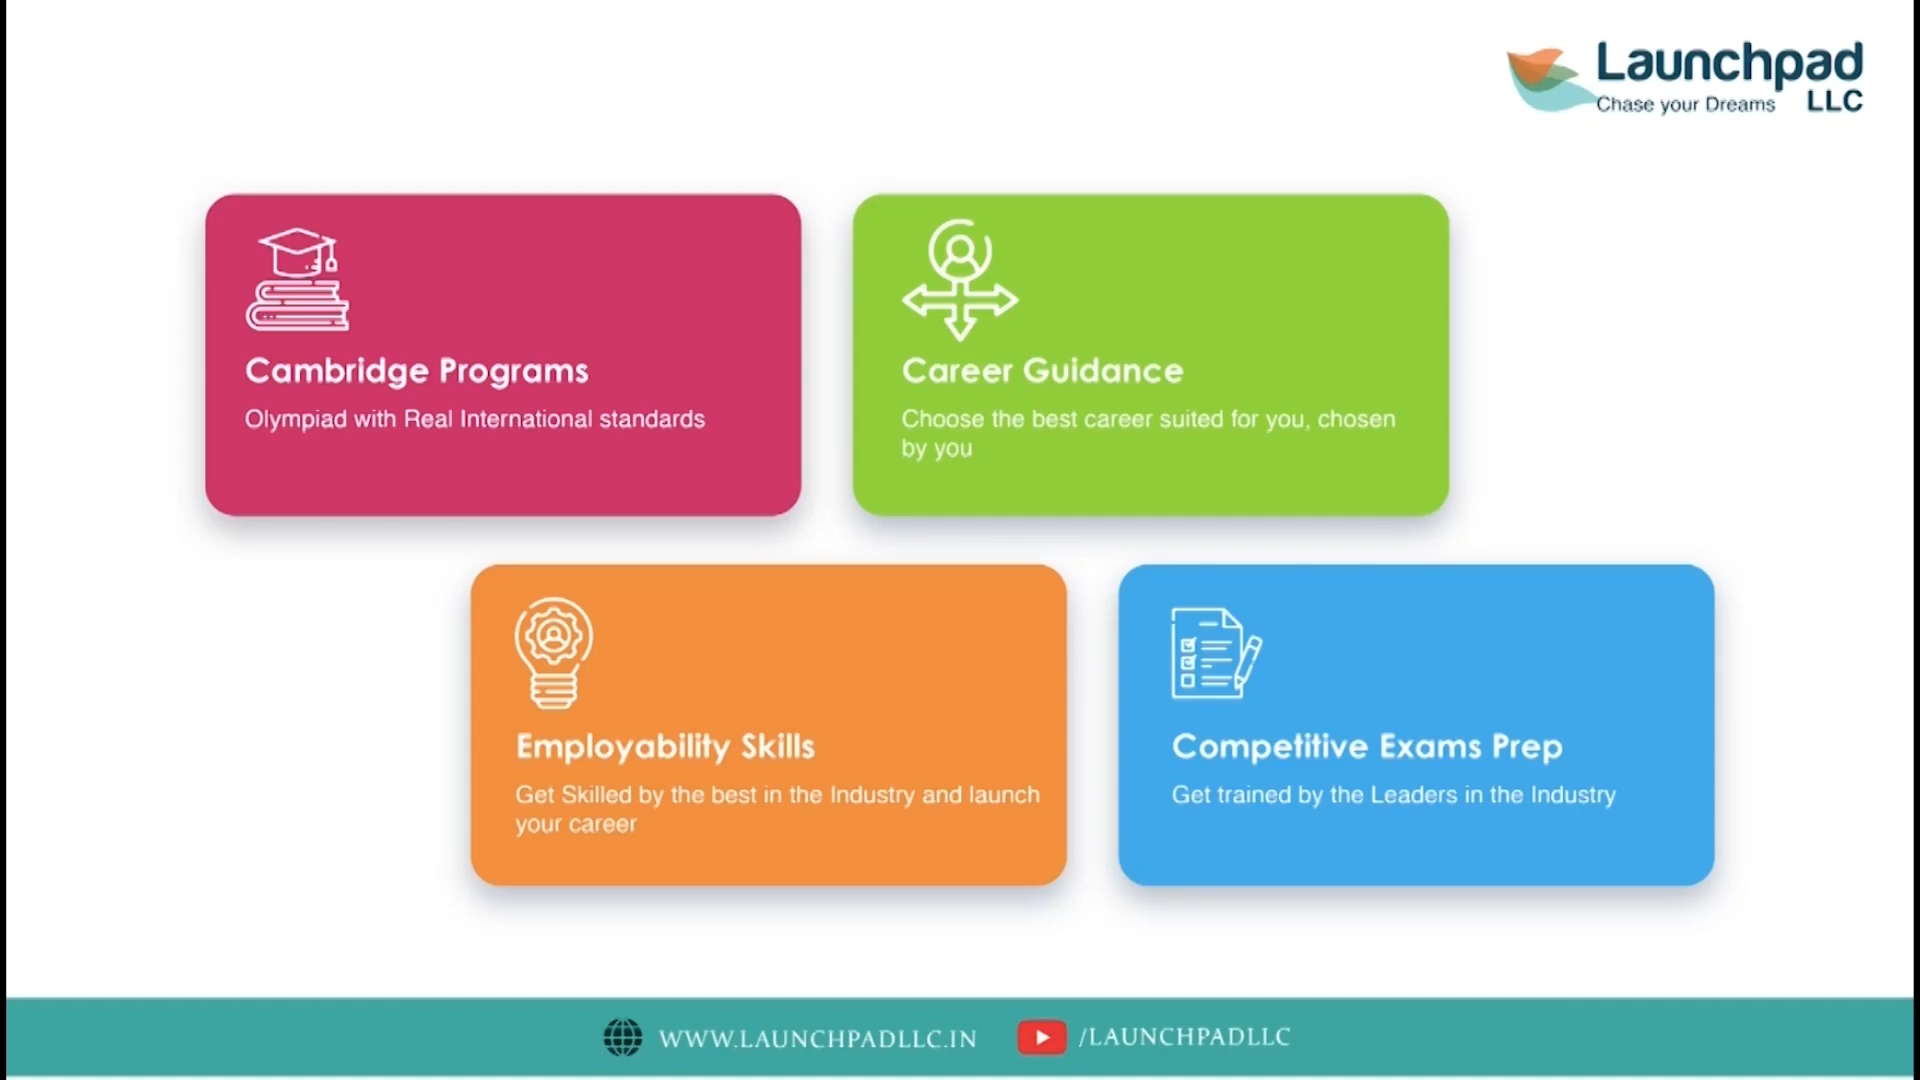 Launchpad
Chase your Dreams LLC
Cambridge Programs
Olympiad with Real International standards
Career Guidance
Choose the best career suited for you, chosen
by you
Employability Skills
Get Skilled by the best in the Industry and launch
your career
Competitive Exams Prep
Get trained by the Leaders in the Industry
WWW.LAUNCHPADLLC.IN /LAUNCHPADLLC